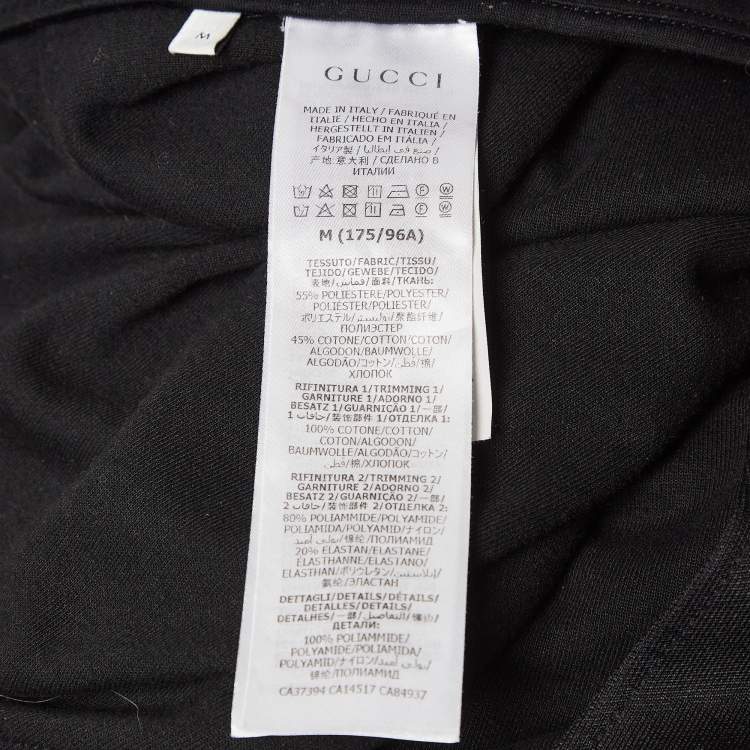 M
GUCCI
MADE IN ITALY / FABRIQUÉ EN
ITALIE / HECHO EN ITALIA /
HERGESTELLT IN ITALIEN /
FABRICADO EM ITÁLIA /
イタリア製 / صنع في إيطاليا /
产地:意大利 / СДЕЛАНО В
ИТАЛИИ
M (175/96A)
TESSUTO/FABRIC/TISSU/
TEJIDO/GEWEBE/TECIDO/
表地/قماش/面料/ТКАНЬ:
55% POLIESTERE/POLYESTER/
POLIÉSTER/POLIESTER/
ポリエステル/بوليستر/聚酯纤维/
ПОЛИЭСТЕР
45% COTONE/COTTON/COTON/
ALGODON/BAUMWOLLE/
ALGODÃO/コットン/قطن/棉/
ХЛОПОК
RIFINITURA 1/TRIMMING 1/
GARNITURE 1/ADORNO 1/
BESATZ 1/GUARNIÇÃO 1/一部/
1 حافات/装饰部件 1/ОТДЕЛКА 1:
100% COTONE/COTTON/
COTON/ALGODON/
BAUMWOLLE/ALGODÃO/コットン/
قطن/棉/ХЛОПОК
RIFINITURA 2/TRIMMING 2/
GARNITURE 2/ADORNO 2/
BESATZ 2/GUARNIÇÃO 2/一部/
2 حافات/装饰部件 2/ОТДЕЛКА 2:
80% POLIAMMIDE/POLYAMIDE/
POLIAMIDA/POLYAMID/ナイロン/
بولي أميد/锦纶/ПОЛИАМИД
20% ELASTAN/ELASTANE/
ELASTHANNE/ELASTANO/
ELASTHAN/ポリウレタン/إيلاستين/
氨纶/ЭЛАСТАН
DETTAGLI/DETAILS/DÉTAILS/
DETALLES/DETAILS/
DETALHES/一部/التفاصيل/细节/
ДЕТАЛИ:
100% POLIAMMIDE/
POLYAMIDE/POLIAMIDA/
POLYAMID/ナイロン/بولي أميد/
锦纶/ПОЛИАМИД
CA37394 CA14517 CA84937